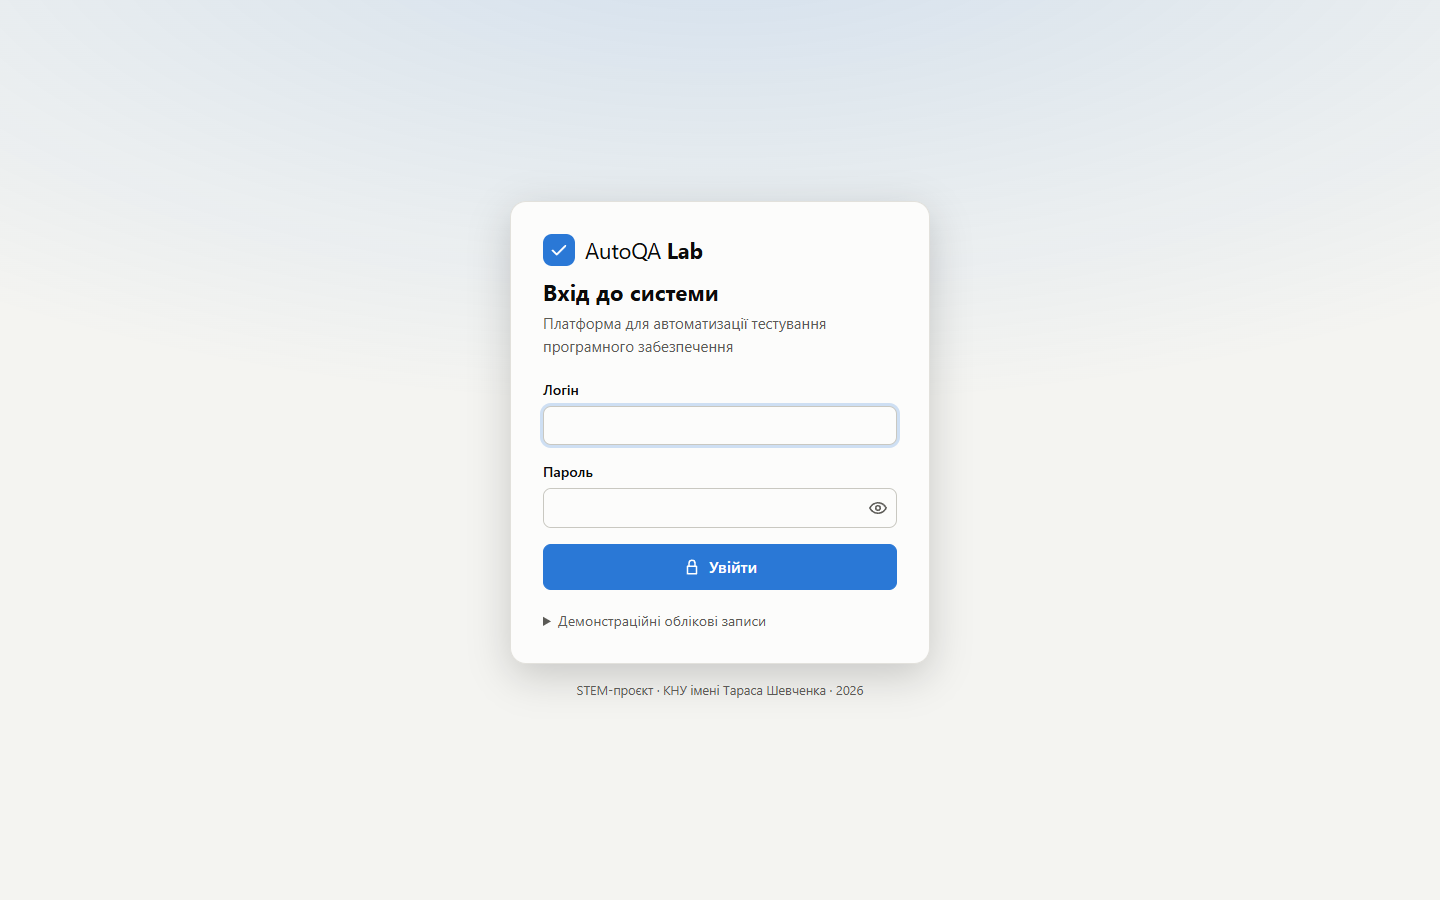 AutoQA Lab
Вхід до системи
Платформа для автоматизації тестування
програмного забезпечення
Логін
Пароль
Увійти
Демонстраційні облікові записи
STEM-проєкт · КНУ імені Тараса Шевченка · 2026